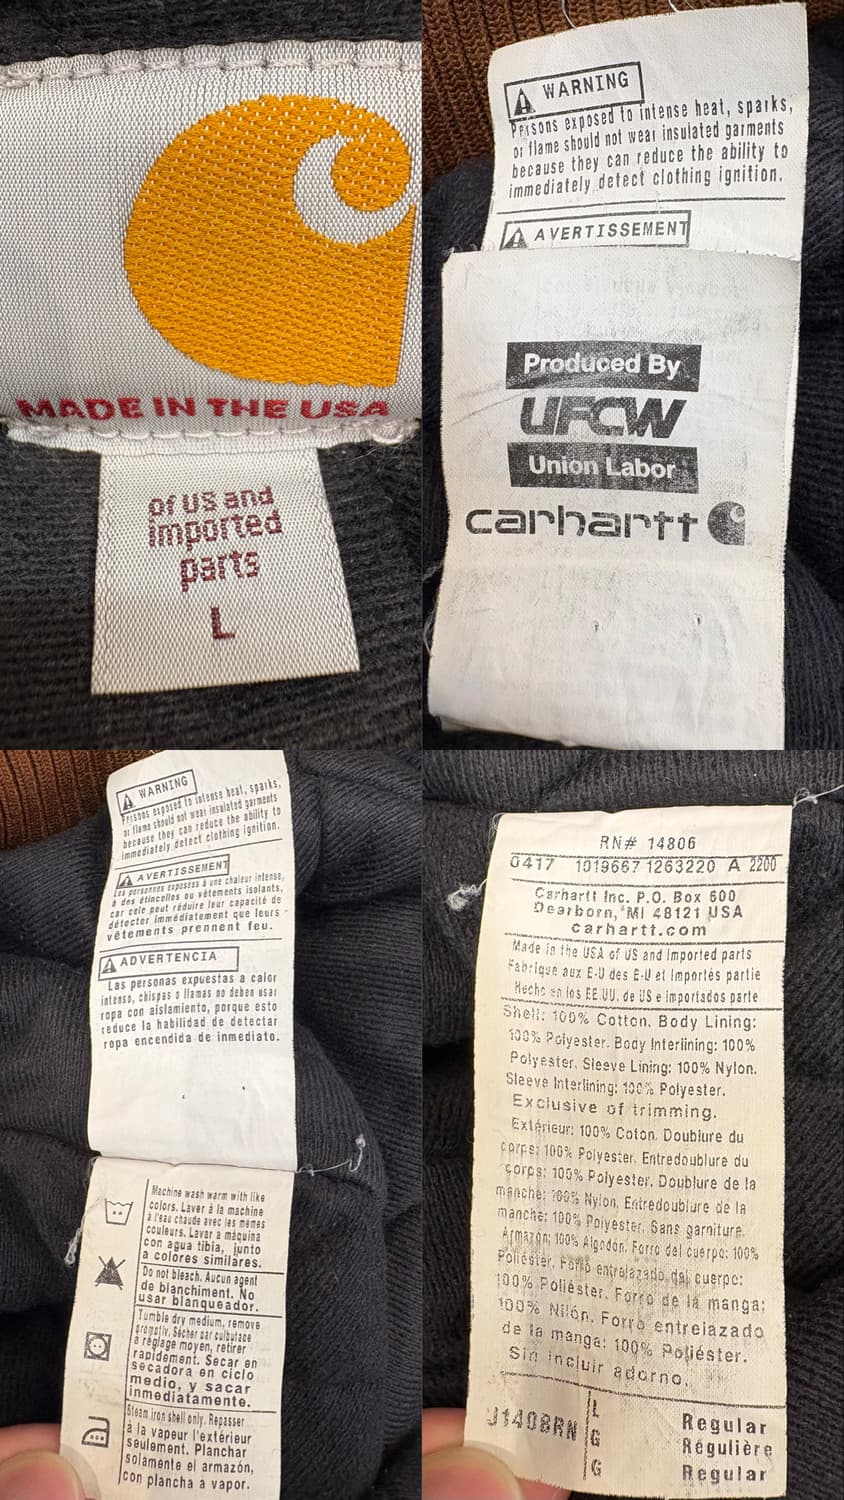 MADE IN THE USA
of US and
imported
parts
L
WARNING
Persons exposed to intense heat, sparks,
or flame should not wear insulated garments
because they can reduce the ability to
immediately detect clothing ignition.
AVERTISSEMENT
Produced By
UFCW
Union Labor
carhartt
WARNING
Persons exposed to intense heat, sparks,
or flame should not wear insulated garments
because they can reduce the ability to
immediately detect clothing ignition.
AVERTISSEMENT
Les personnes exposées à une chaleur intense,
à des étincelles ou vêtements isolants,
car cele peut réduire leur capacité de
détecter immédiatement que leurs
vêtements prennent feu.
ADVERTENCIA
Las personas expuestas a calor
intenso, chispas o llamas no deben usar
ropa con aislamiento, porque esto
reduce la habilidad de detectar
ropa encendida de inmediato.
Machine wash warm with like
colors. Laver à la machine
à l'eau chaude avec les mêmes
couleurs. Lavar a máquina
con agua tibia, junto
a colores similares.
Do not bleach. Aucun agent
de blanchiment. No
usar blanqueador.
Tumble dry medium, remove
promptly. Sécher par culbutage
à réglage moyen, retirer
rapidement. Secar en
secadora en ciclo
medio, y sacar
inmediatamente.
Steam iron shell only. Repasser
à la vapeur l'extérieur
seulement. Planchar
solamente el armazón,
con plancha a vapor.
RN# 14806
0417 1019667 1263220 A 2200
Carhartt Inc. P.O. Box 600
Dearborn, MI 48121 USA
carhartt.com
Made in the USA of US and Imported parts
Fabrique aux E-U des E-U et Importés partie
Hecho en los EE.UU. de US e importados parte
Shell: 100% Cotton. Body Lining:
100% Polyester. Body Interlining: 100%
Polyester. Sleeve Lining: 100% Nylon.
Sleeve Interlining: 100% Polyester.
Exclusive of trimming.
Extérieur: 100% Coton. Doublure du
corps: 100% Polyester. Entredoublure du
corps: 100% Polyester. Doublure de la
manche: 100% Nylon. Entredoublure de la
manche: 100% Polyester. Sans garniture.
Armazón: 100% Algodón. Forro del cuerpo: 100%
Poliéster. Forro entrelazado del cuerpo:
100% Poliéster. Forro de la manga:
100% Nilón. Forro entrelazado
de la manga: 100% Poliéster.
Sin incluir adorno.
J140BRN
L Regular
G Régulière
G Regular